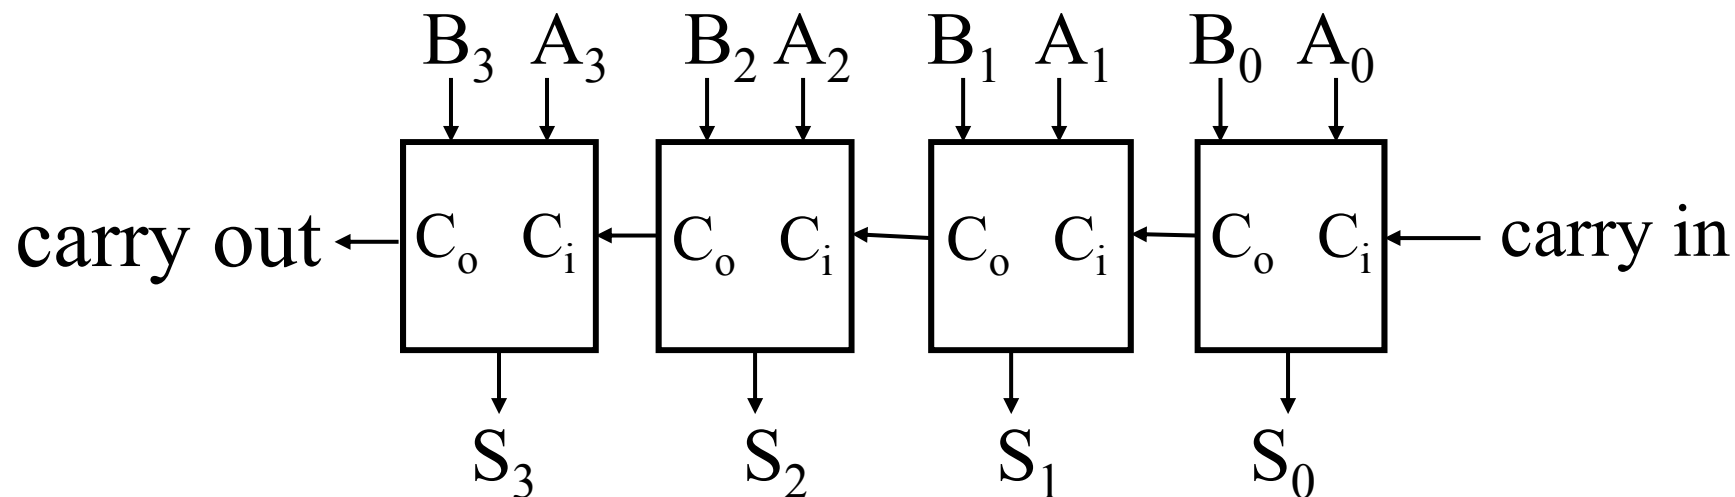 B₃ A₃ B₂ A₂ B₁ A₁ B₀ A₀
carry out Cₒ Cᵢ Cₒ Cᵢ Cₒ Cᵢ Cₒ Cᵢ carry in
S₃ S₂ S₁ S₀